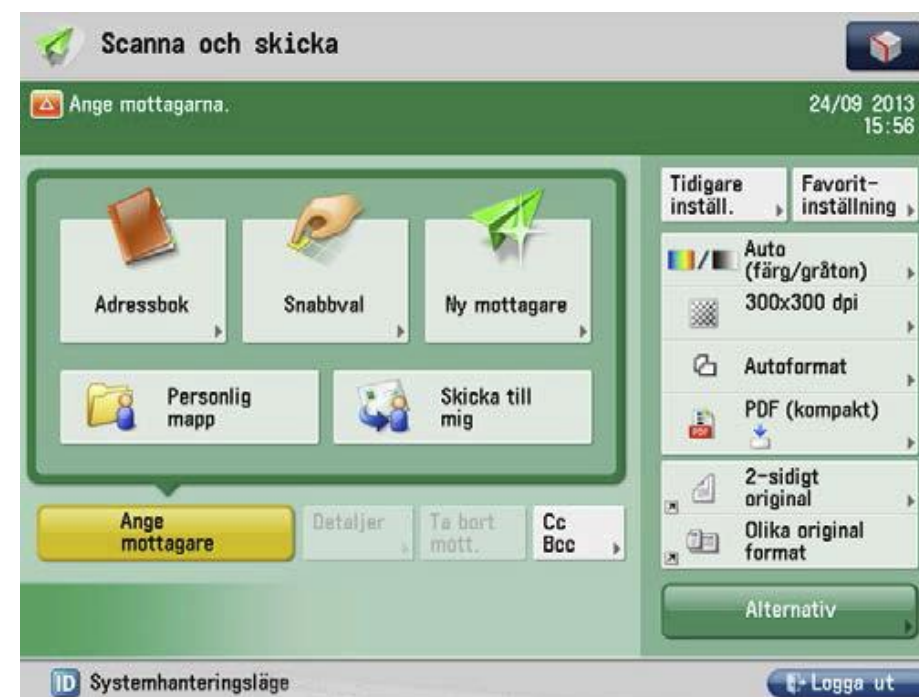 Scanna och skicka
Ange mottagarna.
24/09 2013
15:56
Adressbok
Snabbval
Ny mottagare
Personlig
mapp
Skicka till
mig
Ange
mottagare
Detaljer
Ta bort
mott.
Cc
Bcc
Tidigare
inställ.
Favorit-
inställning
Auto
(färg/gråton)
300x300 dpi
Autoformat
PDF
PDF (kompakt)
2-sidigt
original
Olika original
format
Alternativ
ID Systemhanteringsläge
Logga ut